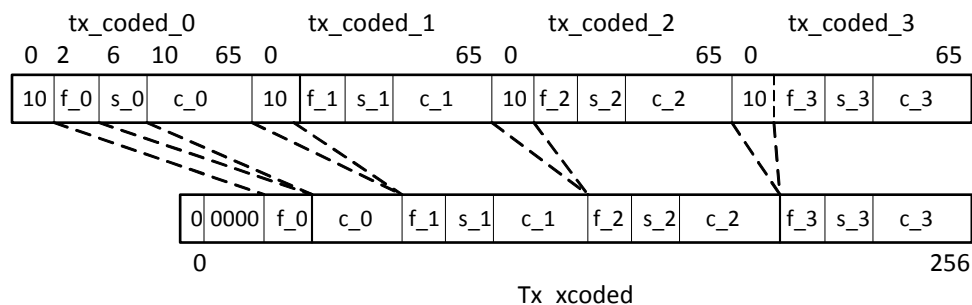 tx_coded_0 tx_coded_1 tx_coded_2 tx_coded_3
0 2 6 10 65 0 65 0 65 0 65
10 f_0 s_0 c_0 10 f_1 s_1 c_1 10 f_2 s_2 c_2 10 f_3 s_3 c_3
0 0000 f_0 c_0 f_1 s_1 c_1 f_2 s_2 c_2 f_3 s_3 c_3
0 256
Tx_xcoded